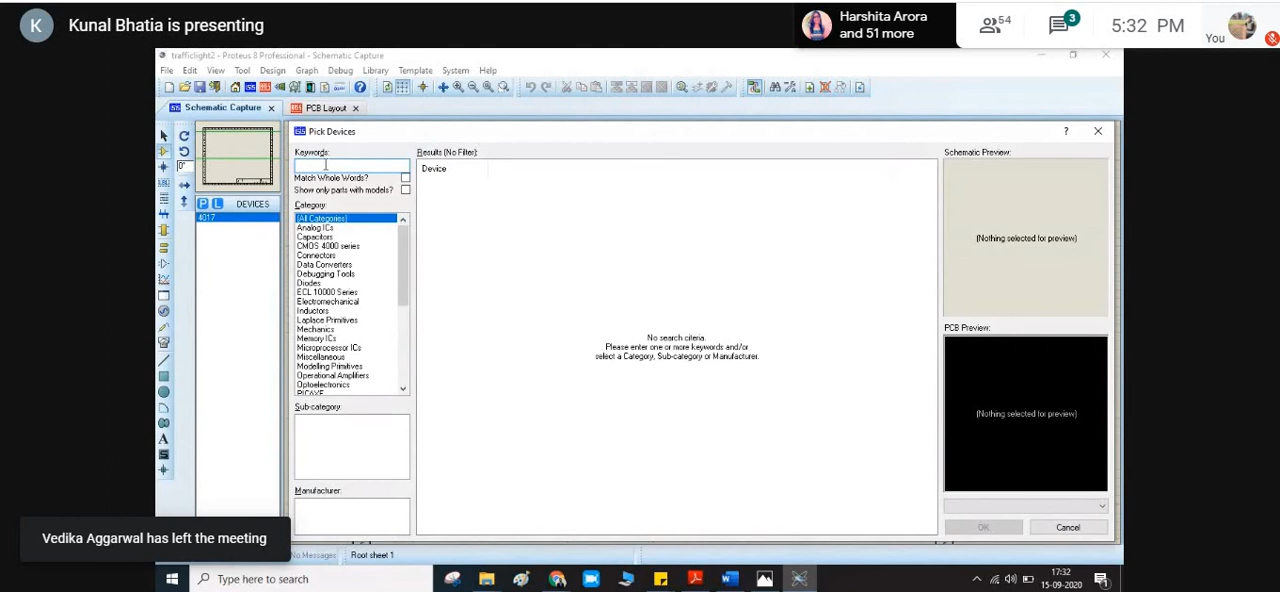 K
Kunal Bhatia is presenting
Harshita Arora
and 51 more
54
3
5:32 PM
You
trafficlight2 - Proteus 8 Professional - Schematic Capture
File Edit View Tool Design Graph Debug Library Template System Help
Schematic Capture
PCB Layout
Pick Devices
Keywords:
Match Whole Words?
Show only parts with models?
Category:
(All Categories)
Analog ICs
Capacitors
CMOS 4000 series
Connectors
Data Converters
Debugging Tools
Diodes
ECL 10000 Series
Electromechanical
Inductors
Laplace Primitives
Mechanics
Memory ICs
Microprocessor ICs
Miscellaneous
Modelling Primitives
Operational Amplifiers
Optoelectronics
PICAXE
Sub-category:
Manufacturer:
Results (No Filter):
Device
No search criteria.
Please enter one or more keywords and/or
select a Category, Sub-category or Manufacturer.
Schematic Preview:
(Nothing selected for preview)
PCB Preview:
(Nothing selected for preview)
OK
Cancel
0°
P L DEVICES
4017
Vedika Aggarwal has left the meeting
No Messages
Root sheet 1
Type here to search
17:32
15-09-2020